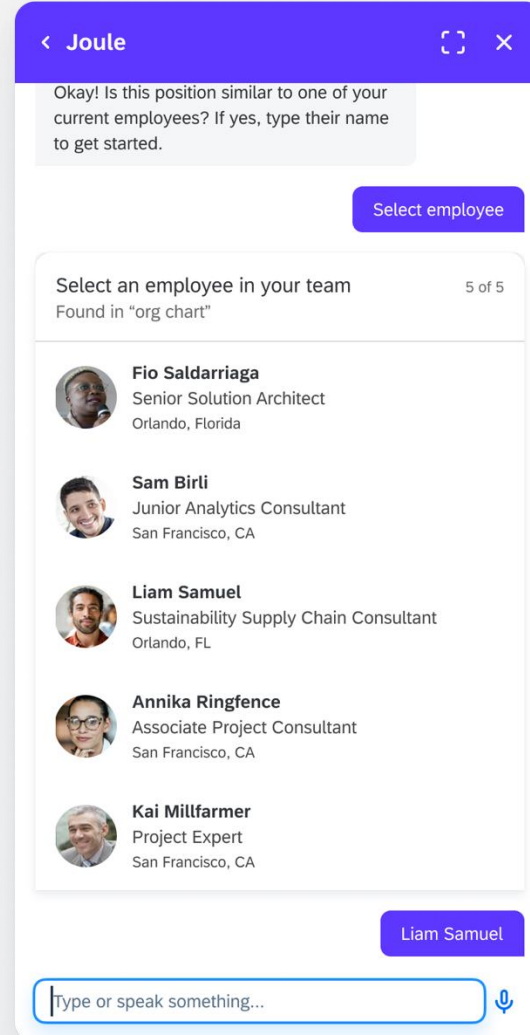 Joule
Okay! Is this position similar to one of your
current employees? If yes, type their name
to get started.
Select employee
Select an employee in your team
5 of 5
Found in “org chart”
Fio Saldarriaga
Senior Solution Architect
Orlando, Florida
Sam Birli
Junior Analytics Consultant
San Francisco, CA
Liam Samuel
Sustainability Supply Chain Consultant
Orlando, FL
Annika Ringfence
Associate Project Consultant
San Francisco, CA
Kai Millfarmer
Project Expert
San Francisco, CA
Liam Samuel
Type or speak something...